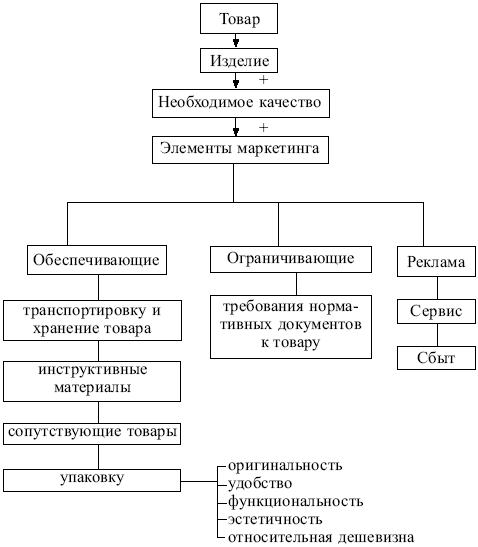 Товар
Изделие
+
Необходимое качество
+
Элементы маркетинга
Обеспечивающие
Ограничивающие
Реклама
транспортировку и
хранение товара
требования норма-
тивных документов
к товару
Сервис
Сбыт
инструктивные
материалы
сопутствующие товары
упаковку
оригинальность
удобство
функциональность
эстетичность
относительная дешевизна